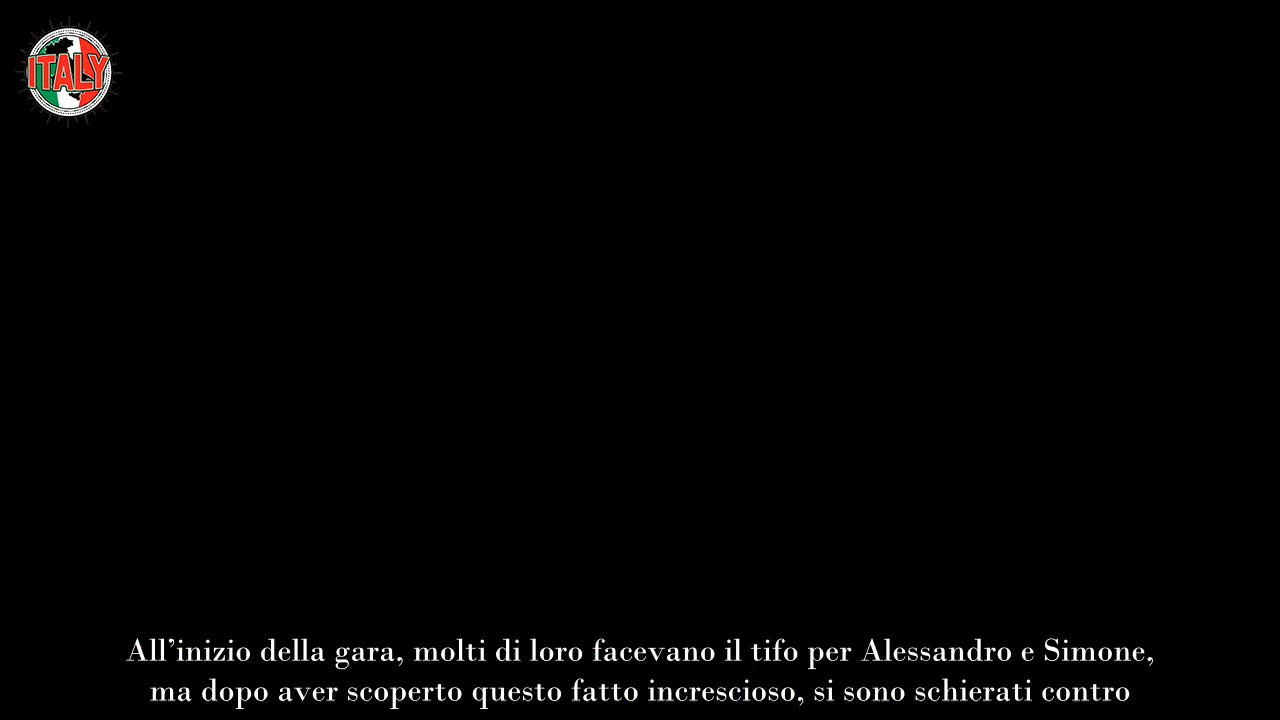 ITALY
All’inizio della gara, molti di loro facevano il tifo per Alessandro e Simone,
ma dopo aver scoperto questo fatto increscioso, si sono schierati contro